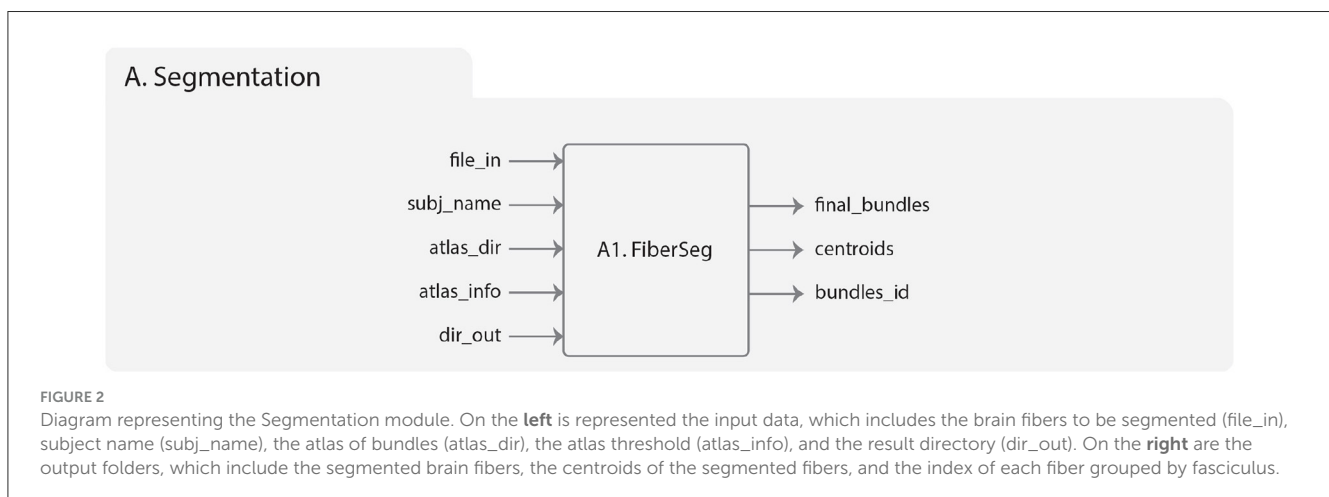 A. Segmentation
file_in
subj_name
atlas_dir
atlas_info
dir_out
A1. FiberSeg
final_bundles
centroids
bundles_id
FIGURE 2
Diagram representing the Segmentation module. On the left is represented the input data, which includes the brain fibers to be segmented (file_in),
subject name (subj_name), the atlas of bundles (atlas_dir), the atlas threshold (atlas_info), and the result directory (dir_out). On the right are the
output folders, which include the segmented brain fibers, the centroids of the segmented fibers, and the index of each fiber grouped by fasciculus.